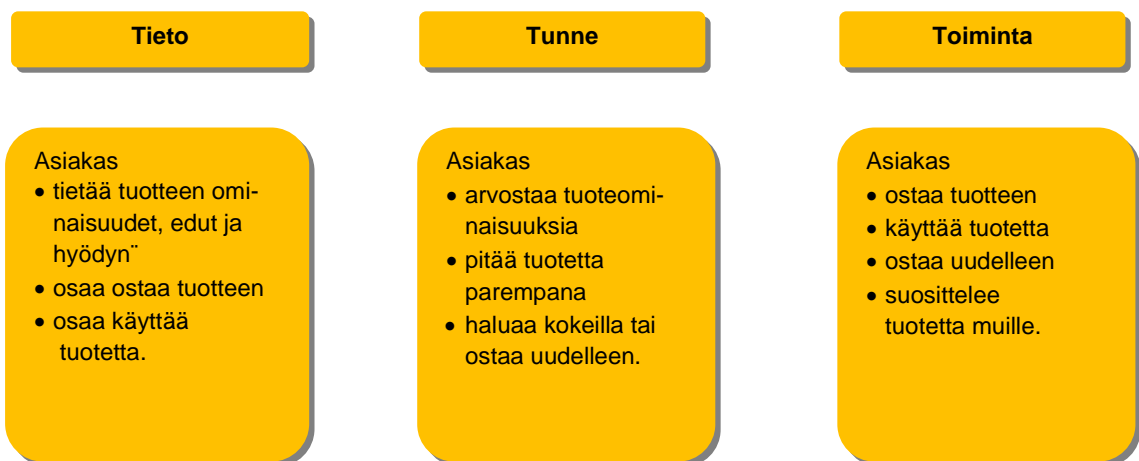 Tieto
Asiakas
• tietää tuotteen omi-
naisuudet, edut ja
hyödyn¨
• osaa ostaa tuotteen
• osaa käyttää
tuotetta.
Tunne
Asiakas
• arvostaa tuoteomi-
naisuuksia
• pitää tuotetta
parempana
• haluaa kokeilla tai
ostaa uudelleen.
Toiminta
Asiakas
• ostaa tuotteen
• käyttää tuotetta
• ostaa uudelleen
• suosittelee
tuotetta muille.